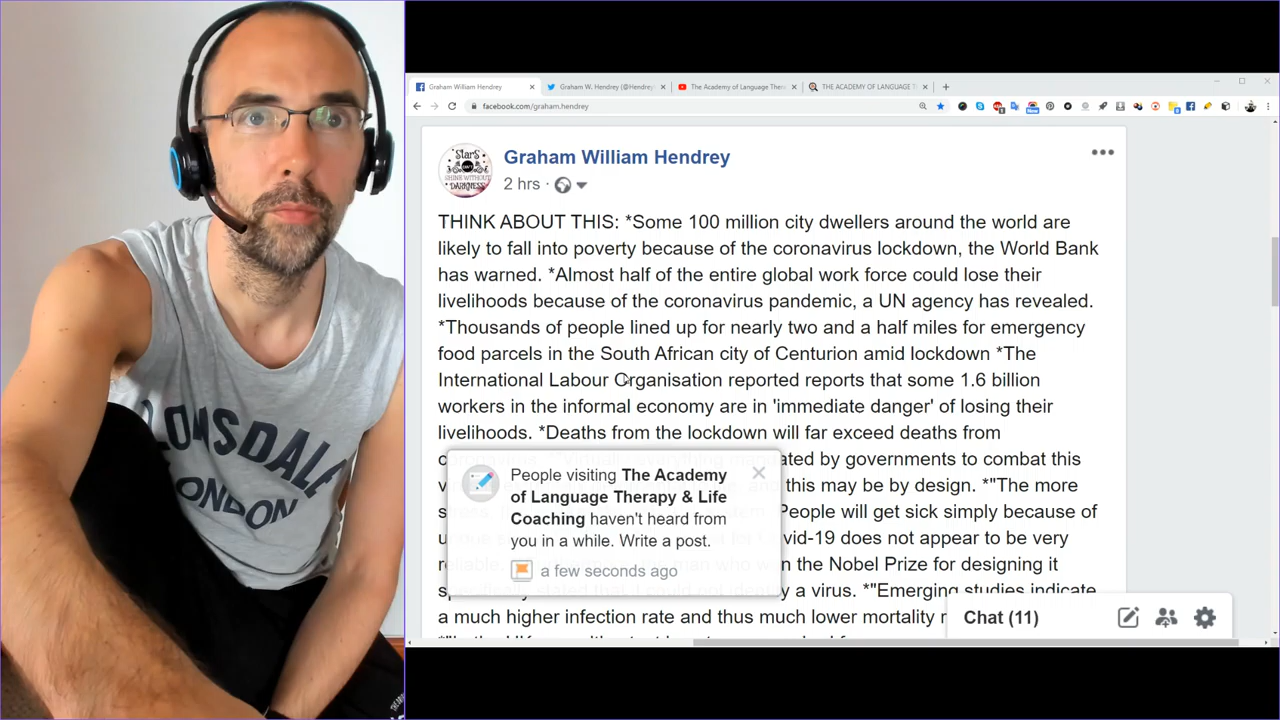 Graham William Hendrey
Graham W. Hendrey (@Hendrey
The Academy of Language Ther
THE ACADEMY OF LANGUAGE T
facebook.com/graham.hendrey
StarS
CAN'T
SHINE WITHOUT
DARKNESS
Graham William Hendrey
2 hrs
THINK ABOUT THIS: *Some 100 million city dwellers around the world are
likely to fall into poverty because of the coronavirus lockdown, the World Bank
has warned. *Almost half of the entire global work force could lose their
livelihoods because of the coronavirus pandemic, a UN agency has revealed.
*Thousands of people lined up for nearly two and a half miles for emergency
food parcels in the South African city of Centurion amid lockdown *The
International Labour Organisation reported reports that some 1.6 billion
workers in the informal economy are in 'immediate danger' of losing their
livelihoods. *Deaths from the lockdown will far exceed deaths from
ated by governments to combat this
this may be by design. *"The more
People will get sick simply because of
vid-19 does not appear to be very
the Nobel Prize for designing it
identify a virus. *"Emerging studies indicate
a much higher infection rate and thus much lower mortality
People visiting The Academy
of Language Therapy & Life
Coaching haven't heard from
you in a while. Write a post.
a few seconds ago
Chat (11)
LONSDALE
LONDON